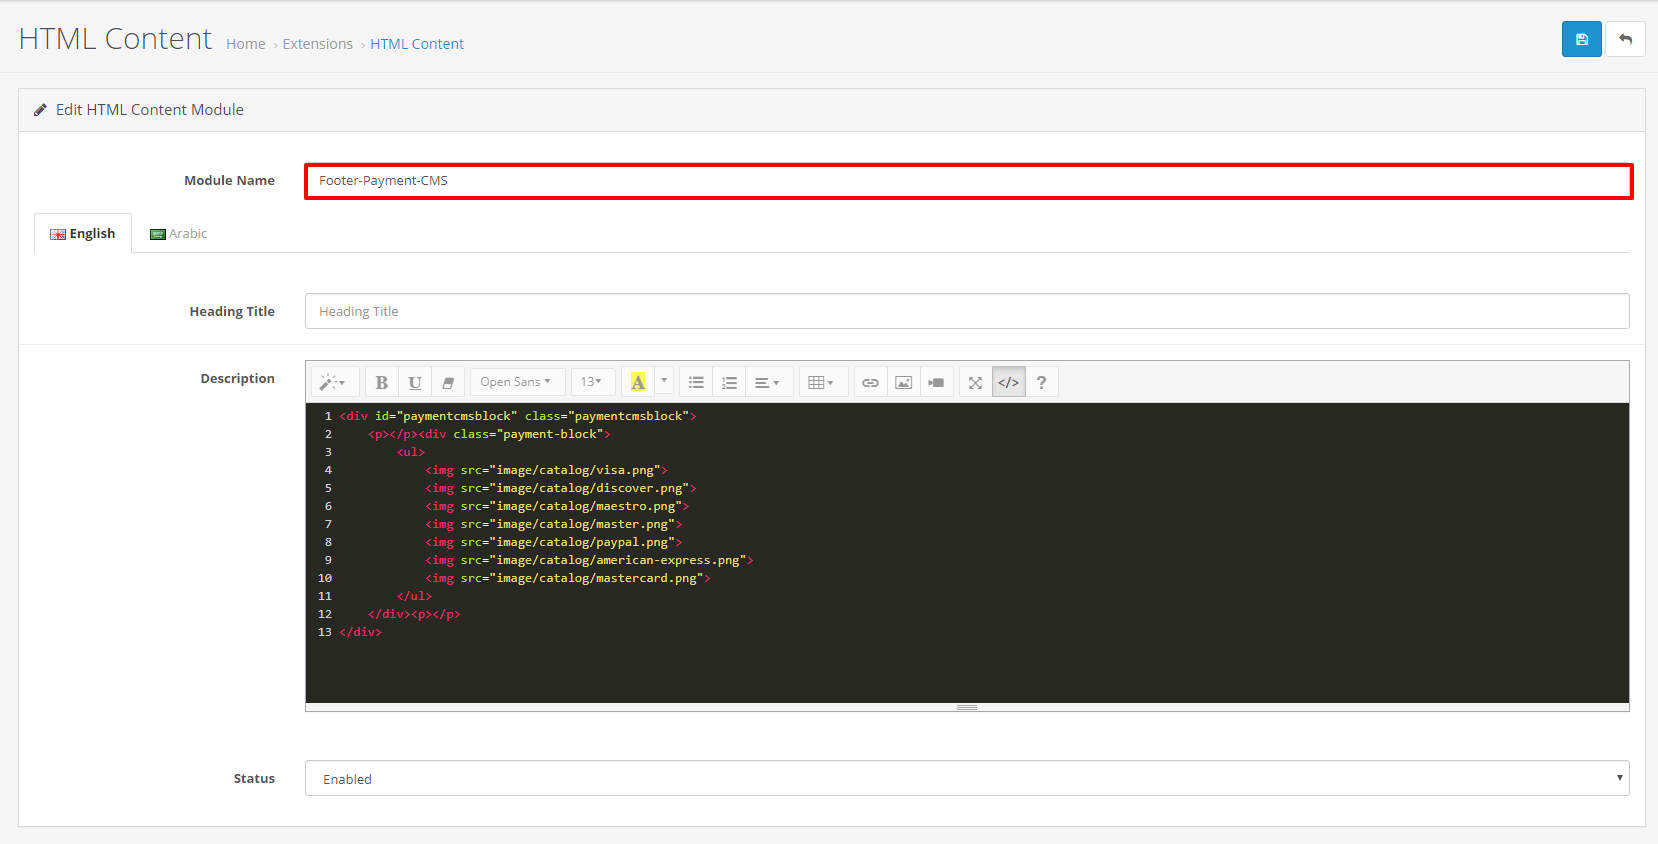 HTML Content Home › Extensions › HTML Content
Edit HTML Content Module
Module Name Footer-Payment-CMS
English Arabic
Heading Title Heading Title
Description
B U Open Sans 13 A </> ?
1 <div id="paymentcmsblock" class="paymentcmsblock">
2     <p></p><div class="payment-block">
3         <ul>
4             <img src="image/catalog/visa.png">
5             <img src="image/catalog/discover.png">
6             <img src="image/catalog/maestro.png">
7             <img src="image/catalog/master.png">
8             <img src="image/catalog/paypal.png">
9             <img src="image/catalog/american-express.png">
10             <img src="image/catalog/mastercard.png">
11         </ul>
12     </div><p></p>
13 </div>
Status Enabled